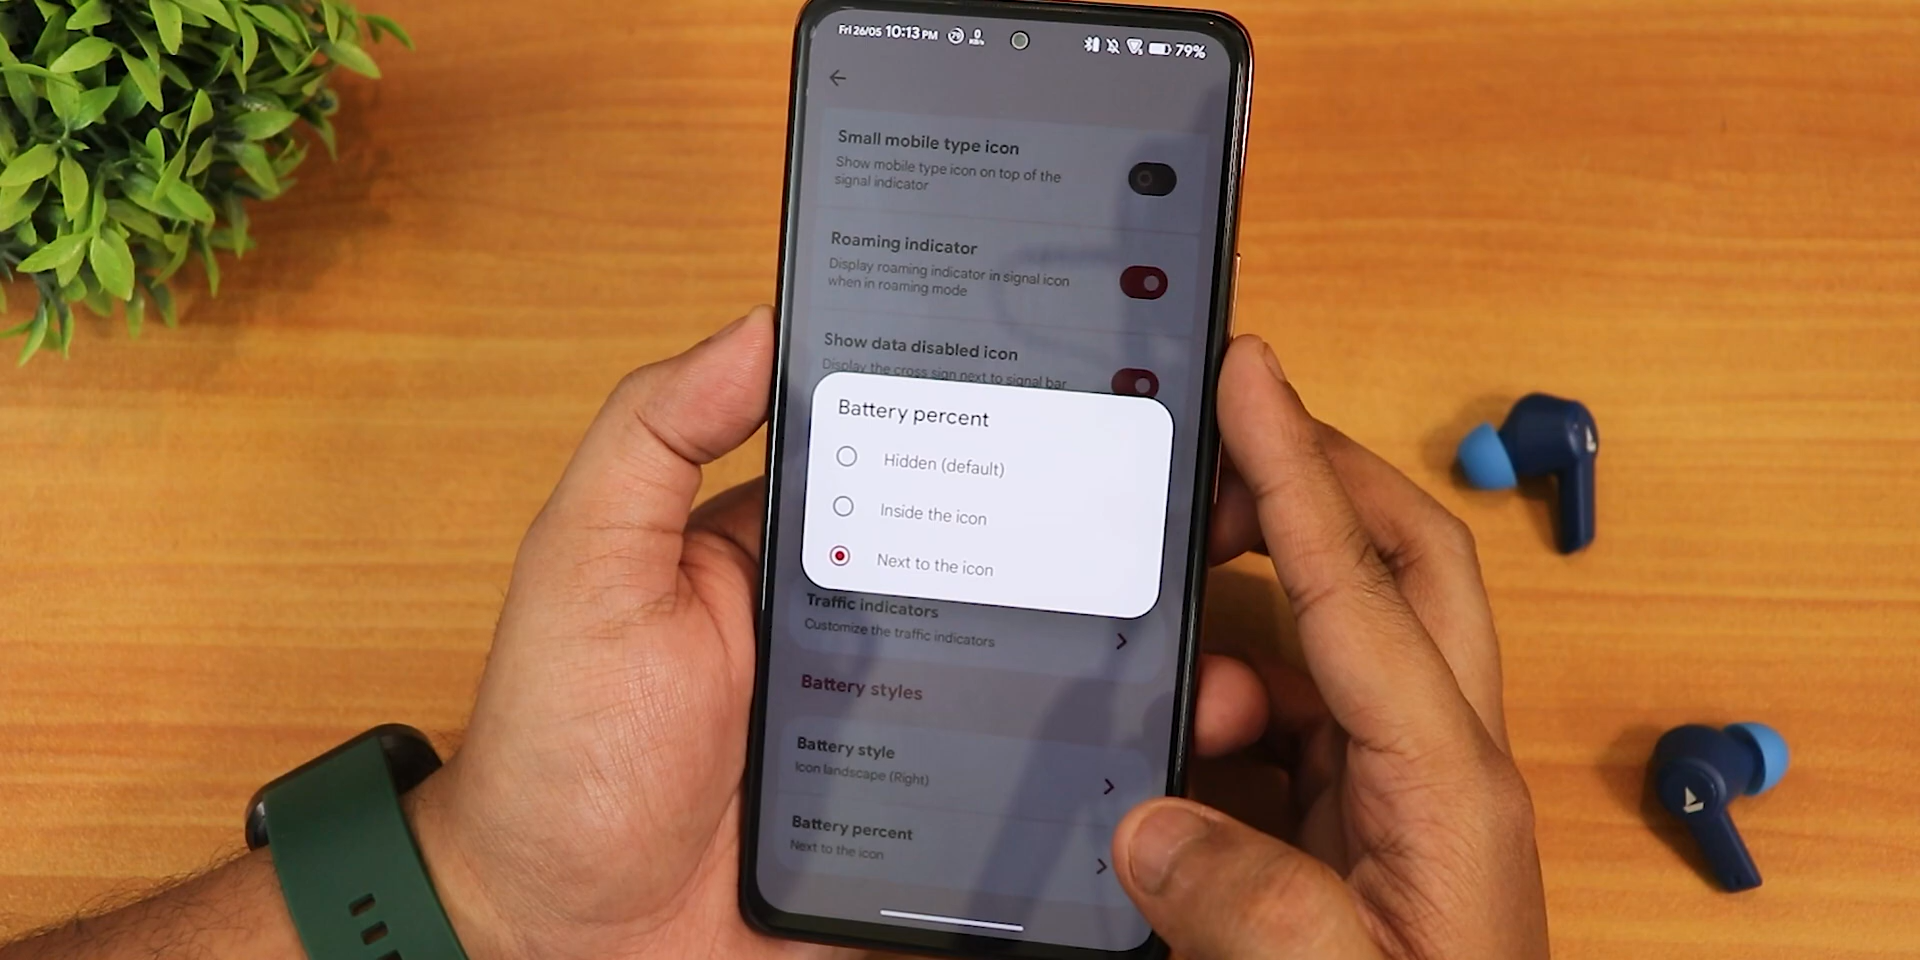 Fri 26/05 10:13 PM 79 0 KB/s 79%
Small mobile type icon
Show mobile type icon on top of the
signal indicator
Roaming indicator
Display roaming indicator in signal icon
when in roaming mode
Show data disabled icon
Display the cross sign next to signal bar
Battery percent
Hidden (default)
Inside the icon
Next to the icon
Traffic indicators
Customize the traffic indicators
Battery styles
Battery style
Icon landscape (Right)
Battery percent
Next to the icon